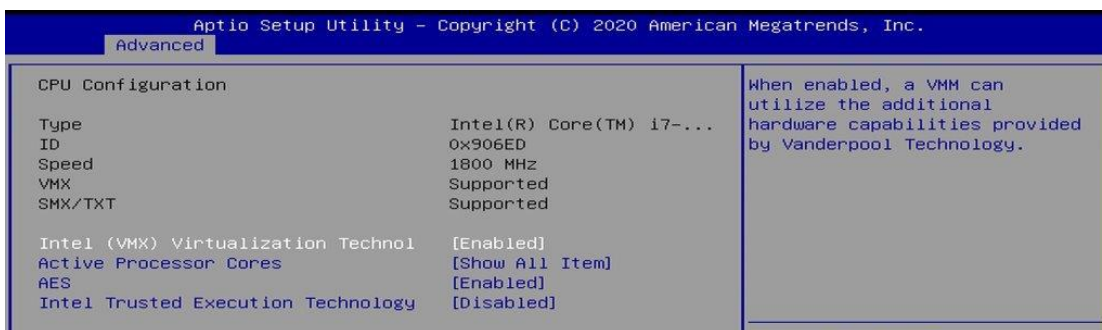 Aptio Setup Utility – Copyright (C) 2020 American Megatrends, Inc.
Advanced
CPU Configuration
Type Intel(R) Core(TM) i7-...
ID 0x906ED
Speed 1800 MHz
VMX Supported
SMX/TXT Supported
Intel (VMX) Virtualization Technol [Enabled]
Active Processor Cores [Show All Item]
AES [Enabled]
Intel Trusted Execution Technology [Disabled]
When enabled, a VMM can
utilize the additional
hardware capabilities provided
by Vanderpool Technology.